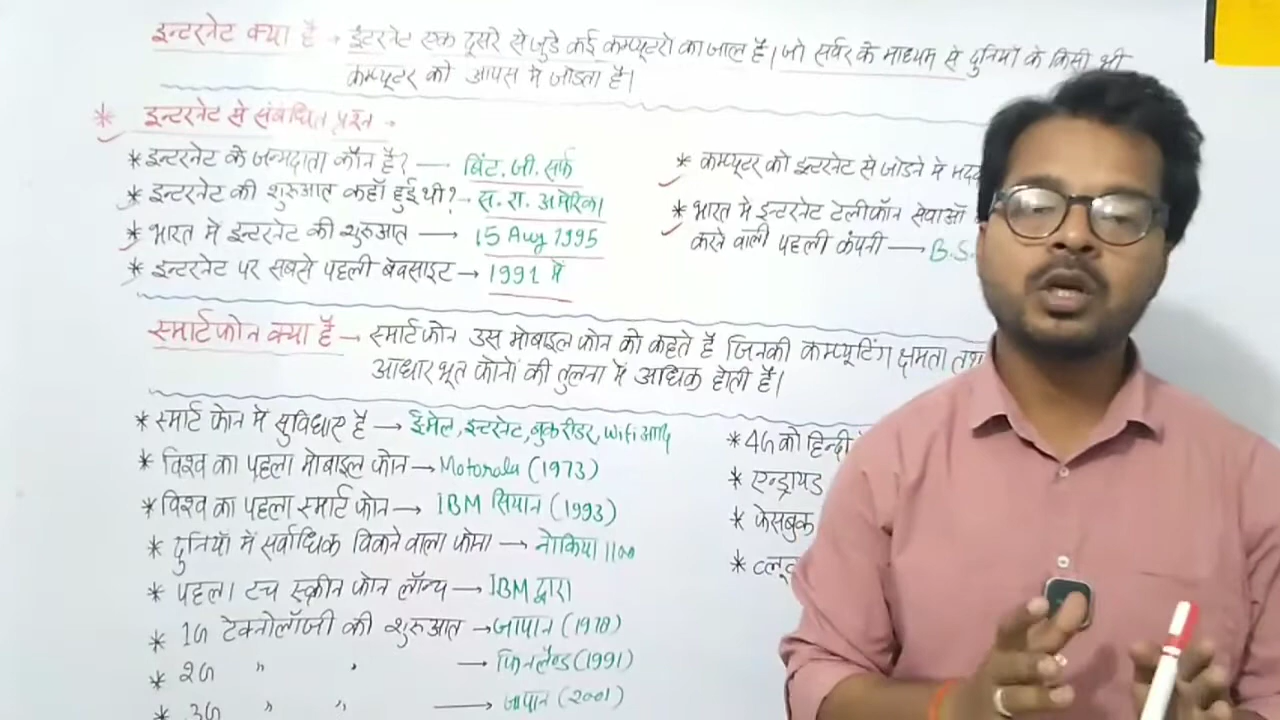 इन्टरनेट क्या है → इंटरनेट एक दूसरे से जुडे कई कम्प्यूटरो का जाल है। जो सर्वर के माध्यम से दुनियाँ के किसी भी
कम्प्यूटर को आपस मे जोडता है।
* इन्टरनेट से संबंधित प्रश्न -
* इन्टरनेट के जन्मदाता कौन है? — विंट. जी. सर्फ
* इन्टरनेट की शुरूआत कहाँ हुई थी? - स. रा. अमेरिका
* भारत मे इन्टरनेट की शुरूआत — 15 Aug 1995
* इन्टरनेट पर सबसे पहली बेवसाइट → 1991 में
* कम्प्यूटर को इन्टरनेट से जोडने मे
* भारत मे इन्टरनेट टेलीफॉन सेवाओं
करने वाली पहली कंपनी → B.S.
स्मार्टफोन क्या है → स्मार्टफोन उस मोबाइल फोन को कहते है जिनकी कम्प्यूटिंग क्षमता
आधारभूत फोनों की तुलना मे अधिक होती है।
* स्मार्ट फोन मे सुविधाए है → ईमेल, इन्टरनेट, बुकरीडर, Wifi आदि
* विश्व का पहला मोबाइल फोन → Motorola (1973)
* विश्व का पहला स्मार्ट फोन → IBM सियान (1993)
* दुनियाँ मे सर्वाधिक विकने वाला फोन → नोकिया 1100
* पहला टच स्क्रीन फोन लॉन्च → IBM द्वारा
* 1G टेक्नोलॉजी की शुरूआत → जापान (1978)
* 2G " " → फिनलैण्ड (1991)
* 3G " " → जापान (2001)
* 4G को हिन्दी
* एन्ड्रायड
* फेसबुक
* ब्लू